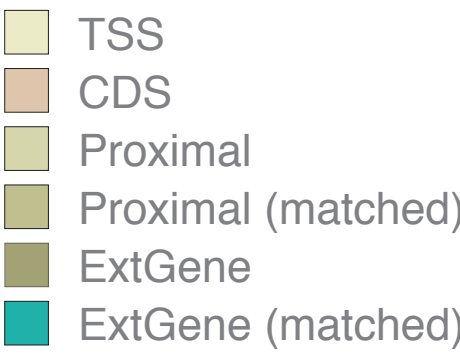 TSS
CDS
Proximal
Proximal (matched)
ExtGene
ExtGene (matched)